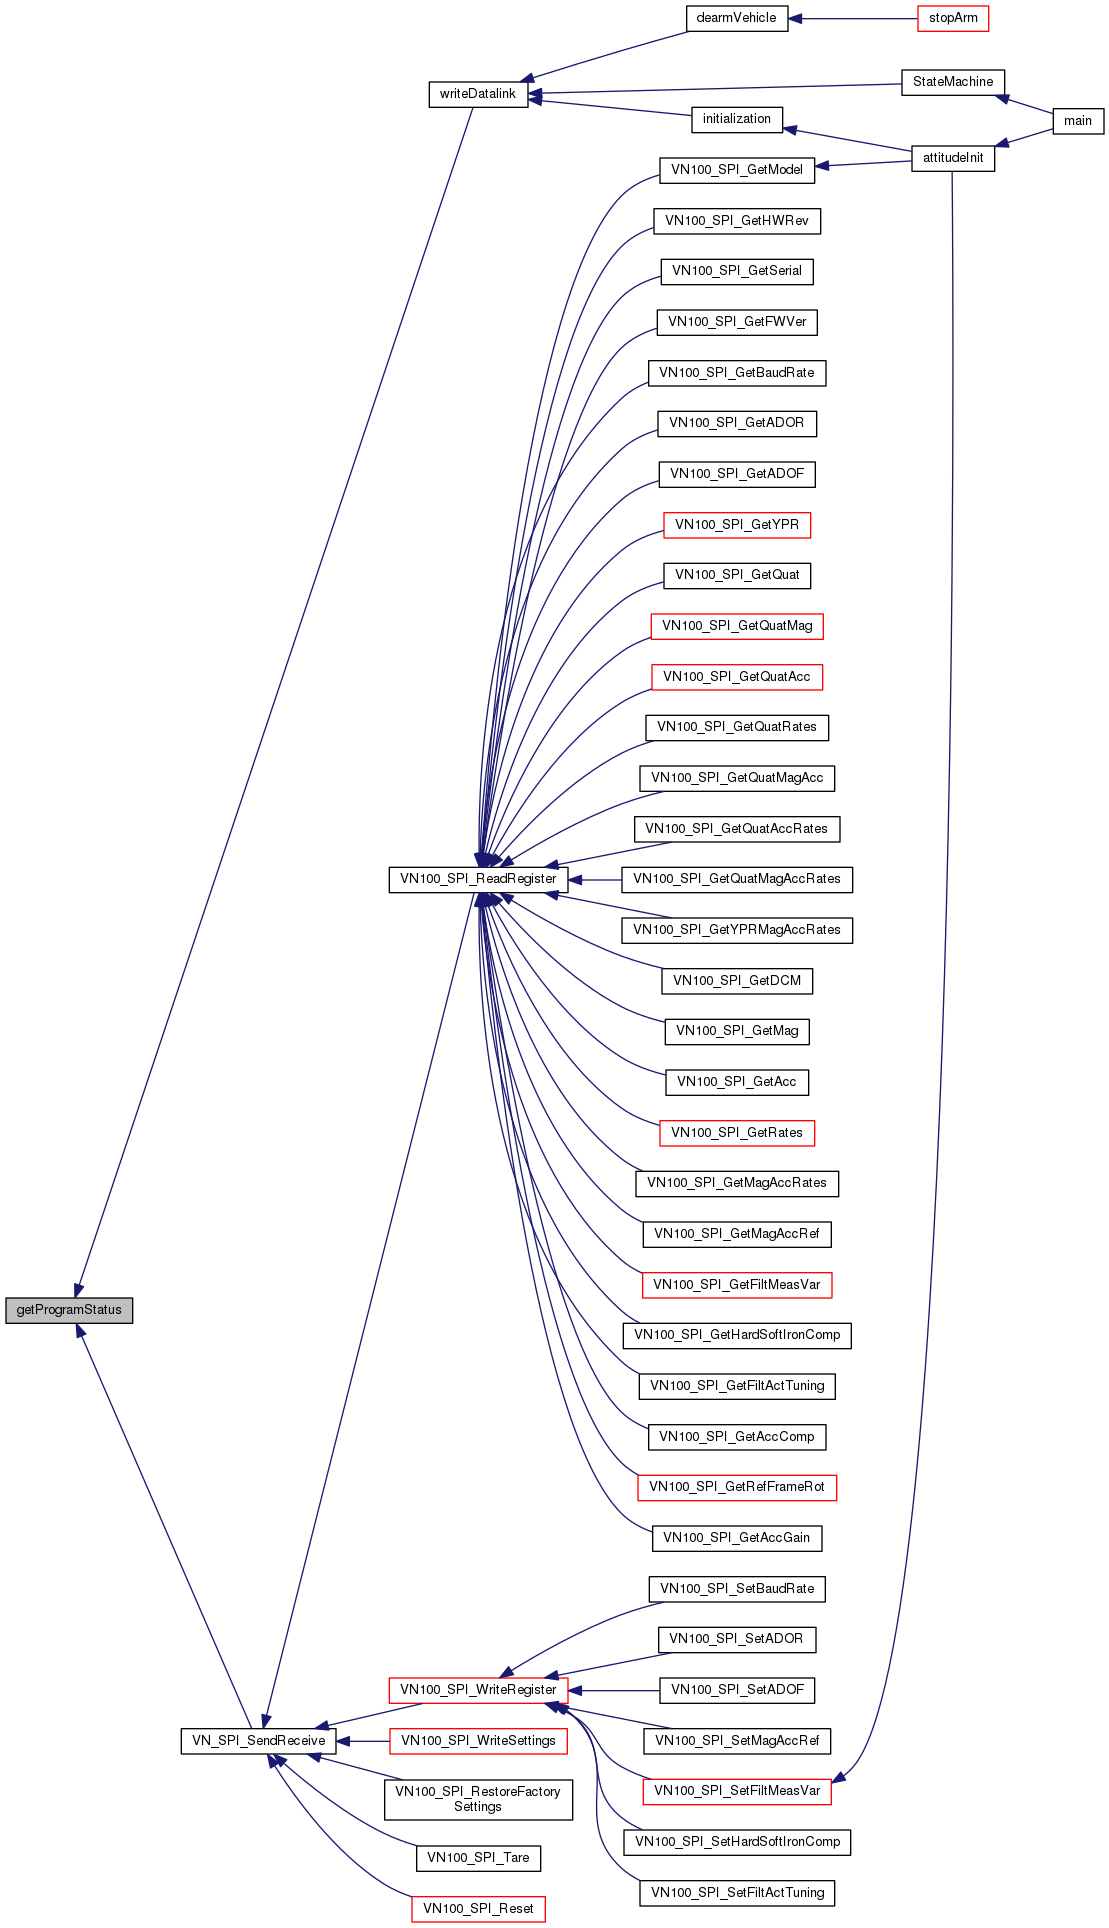 dearmVehicle
stopArm
writeDatalink
StateMachine
initialization
main
attitudeInit
VN100_SPI_GetModel
VN100_SPI_GetHWRev
VN100_SPI_GetSerial
VN100_SPI_GetFWVer
VN100_SPI_GetBaudRate
VN100_SPI_GetADOR
VN100_SPI_GetADOF
VN100_SPI_GetYPR
VN100_SPI_GetQuat
VN100_SPI_GetQuatMag
VN100_SPI_GetQuatAcc
VN100_SPI_GetQuatRates
VN100_SPI_GetQuatMagAcc
VN100_SPI_GetQuatAccRates
VN100_SPI_ReadRegister
VN100_SPI_GetQuatMagAccRates
VN100_SPI_GetYPRMagAccRates
VN100_SPI_GetDCM
VN100_SPI_GetMag
VN100_SPI_GetAcc
VN100_SPI_GetRates
VN100_SPI_GetMagAccRates
VN100_SPI_GetMagAccRef
VN100_SPI_GetFiltMeasVar
getProgramStatus
VN100_SPI_GetHardSoftIronComp
VN100_SPI_GetFiltActTuning
VN100_SPI_GetAccComp
VN100_SPI_GetRefFrameRot
VN100_SPI_GetAccGain
VN100_SPI_SetBaudRate
VN100_SPI_SetADOR
VN100_SPI_WriteRegister
VN100_SPI_SetADOF
VN_SPI_SendReceive
VN100_SPI_WriteSettings
VN100_SPI_SetMagAccRef
VN100_SPI_RestoreFactory
Settings
VN100_SPI_SetFiltMeasVar
VN100_SPI_SetHardSoftIronComp
VN100_SPI_Tare
VN100_SPI_SetFiltActTuning
VN100_SPI_Reset